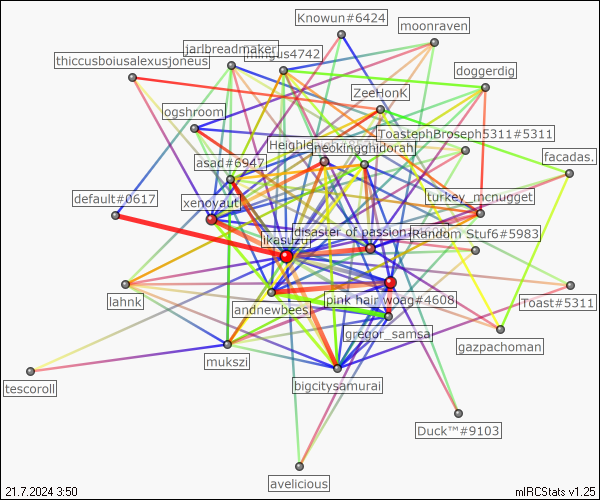 Knowun#6424
moonraven
jarlbreadmaker
mingus4742
thiccusboiusalexusjoneus
doggerdig
ZeeHonK
ogshroom
ToastephBroseph5311#5311
neokingghidorah
asad#6947
facadas.
default#0617
xenoyaut
turkey_mcnugget
disaster of passion
Random Stuf6#5983
ikasuzu
lahnk
andnewbees
pink hair woag#4608
Toast#5311
gregor_samsa
mukszi
gazpachoman
tescoroll
bigcitysamurai
Duck™#9103
avelicious
21.7.2024 3:50
mIRCStats v1.25